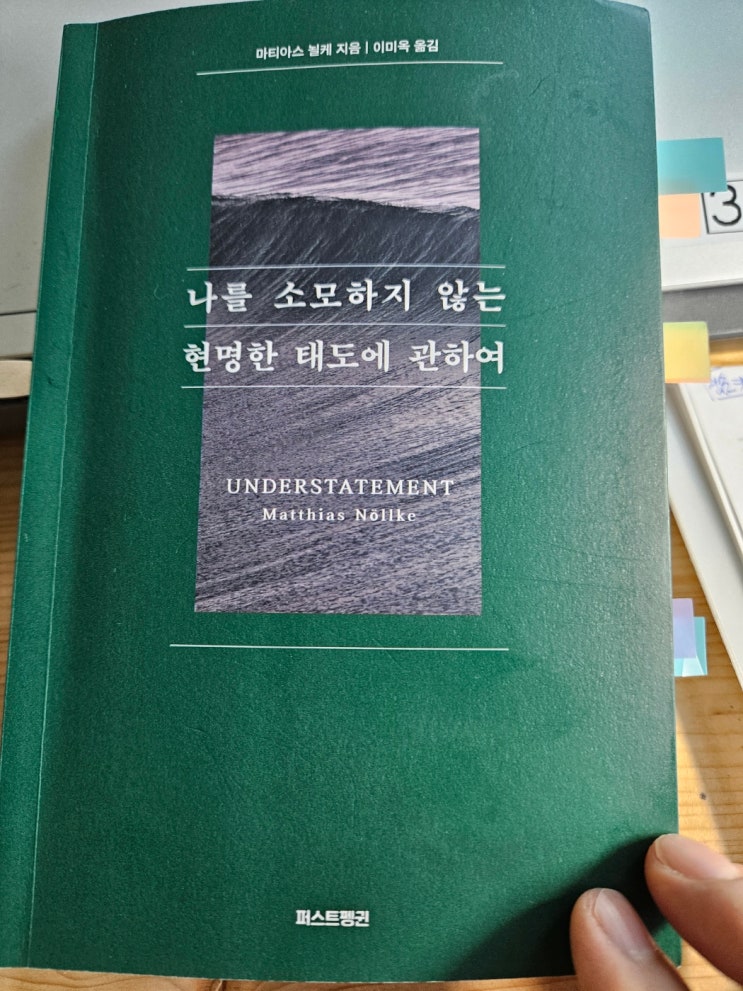 마티아스 뇔케 지음 | 이미옥 옮김
나를 소모하지 않는
현명한 태도에 관하여
UNDERSTATEMENT
Matthias Nöllke
퍼스트펭귄
3